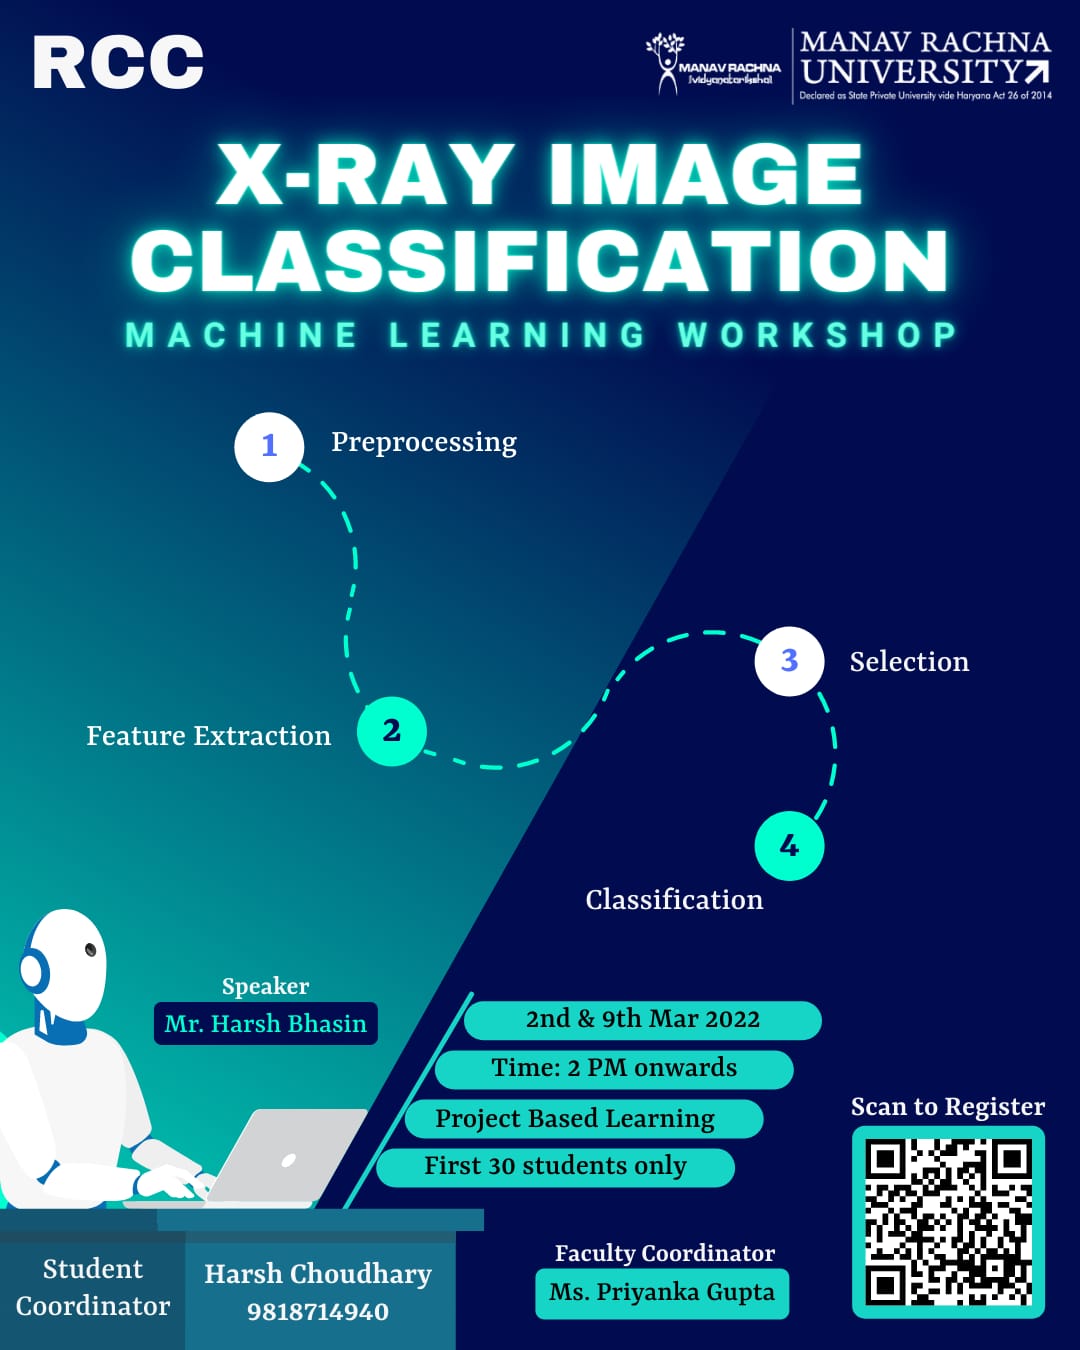 RCC
MANAV RACHNA
MANAV RACHNA
UNIVERSITY
Declared as State Private University vide Haryana Act 26 of 2014
X-RAY IMAGE
CLASSIFICATION
MACHINE LEARNING WORKSHOP
1
Preprocessing
2
Feature Extraction
3
Selection
4
Classification
Speaker
Mr. Harsh Bhasin
2nd & 9th Mar 2022
Time: 2 PM onwards
Project Based Learning
First 30 students only
Scan to Register
Student
Coordinator
Harsh Choudhary
9818714940
Faculty Coordinator
Ms. Priyanka Gupta